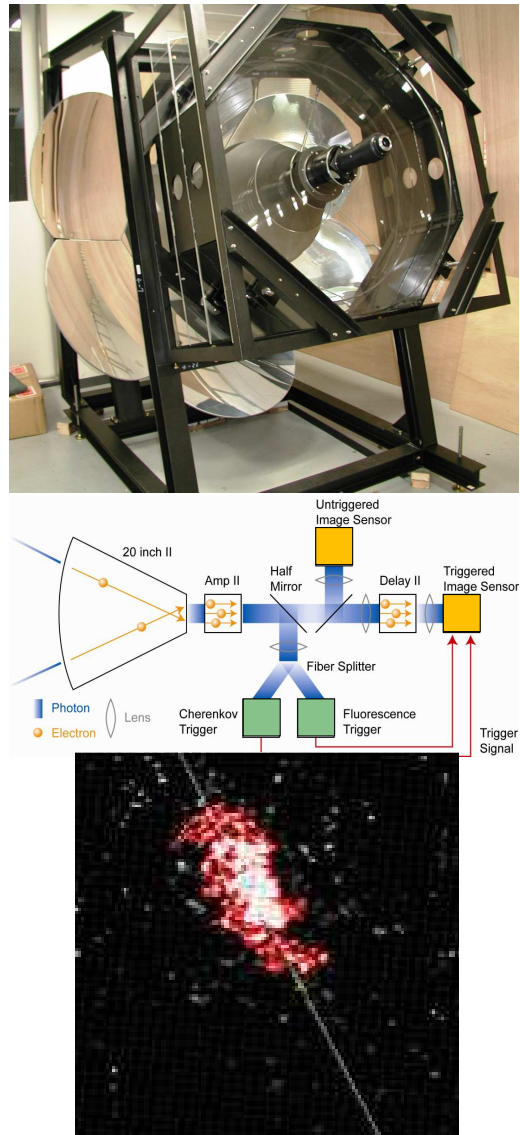 Untriggered
Image Sensor
20 inch II
Amp II
Half
Mirror
Delay II
Triggered
Image Sensor
Fiber Splitter
Photon
Lens
Electron
Cherenkov
Trigger
Fluorescence
Trigger
Trigger
Signal